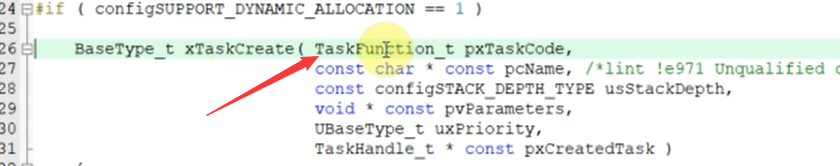 24 #if ( configSUPPORT_DYNAMIC_ALLOCATION == 1 )
25
26 BaseType_t xTaskCreate( TaskFunction_t pxTaskCode,
27 const char * const pcName, /*lint !e971 Unqualified
28 const configSTACK_DEPTH_TYPE usStackDepth,
29 void * const pvParameters,
30 UBaseType_t uxPriority,
31 TaskHandle_t * const pxCreatedTask )